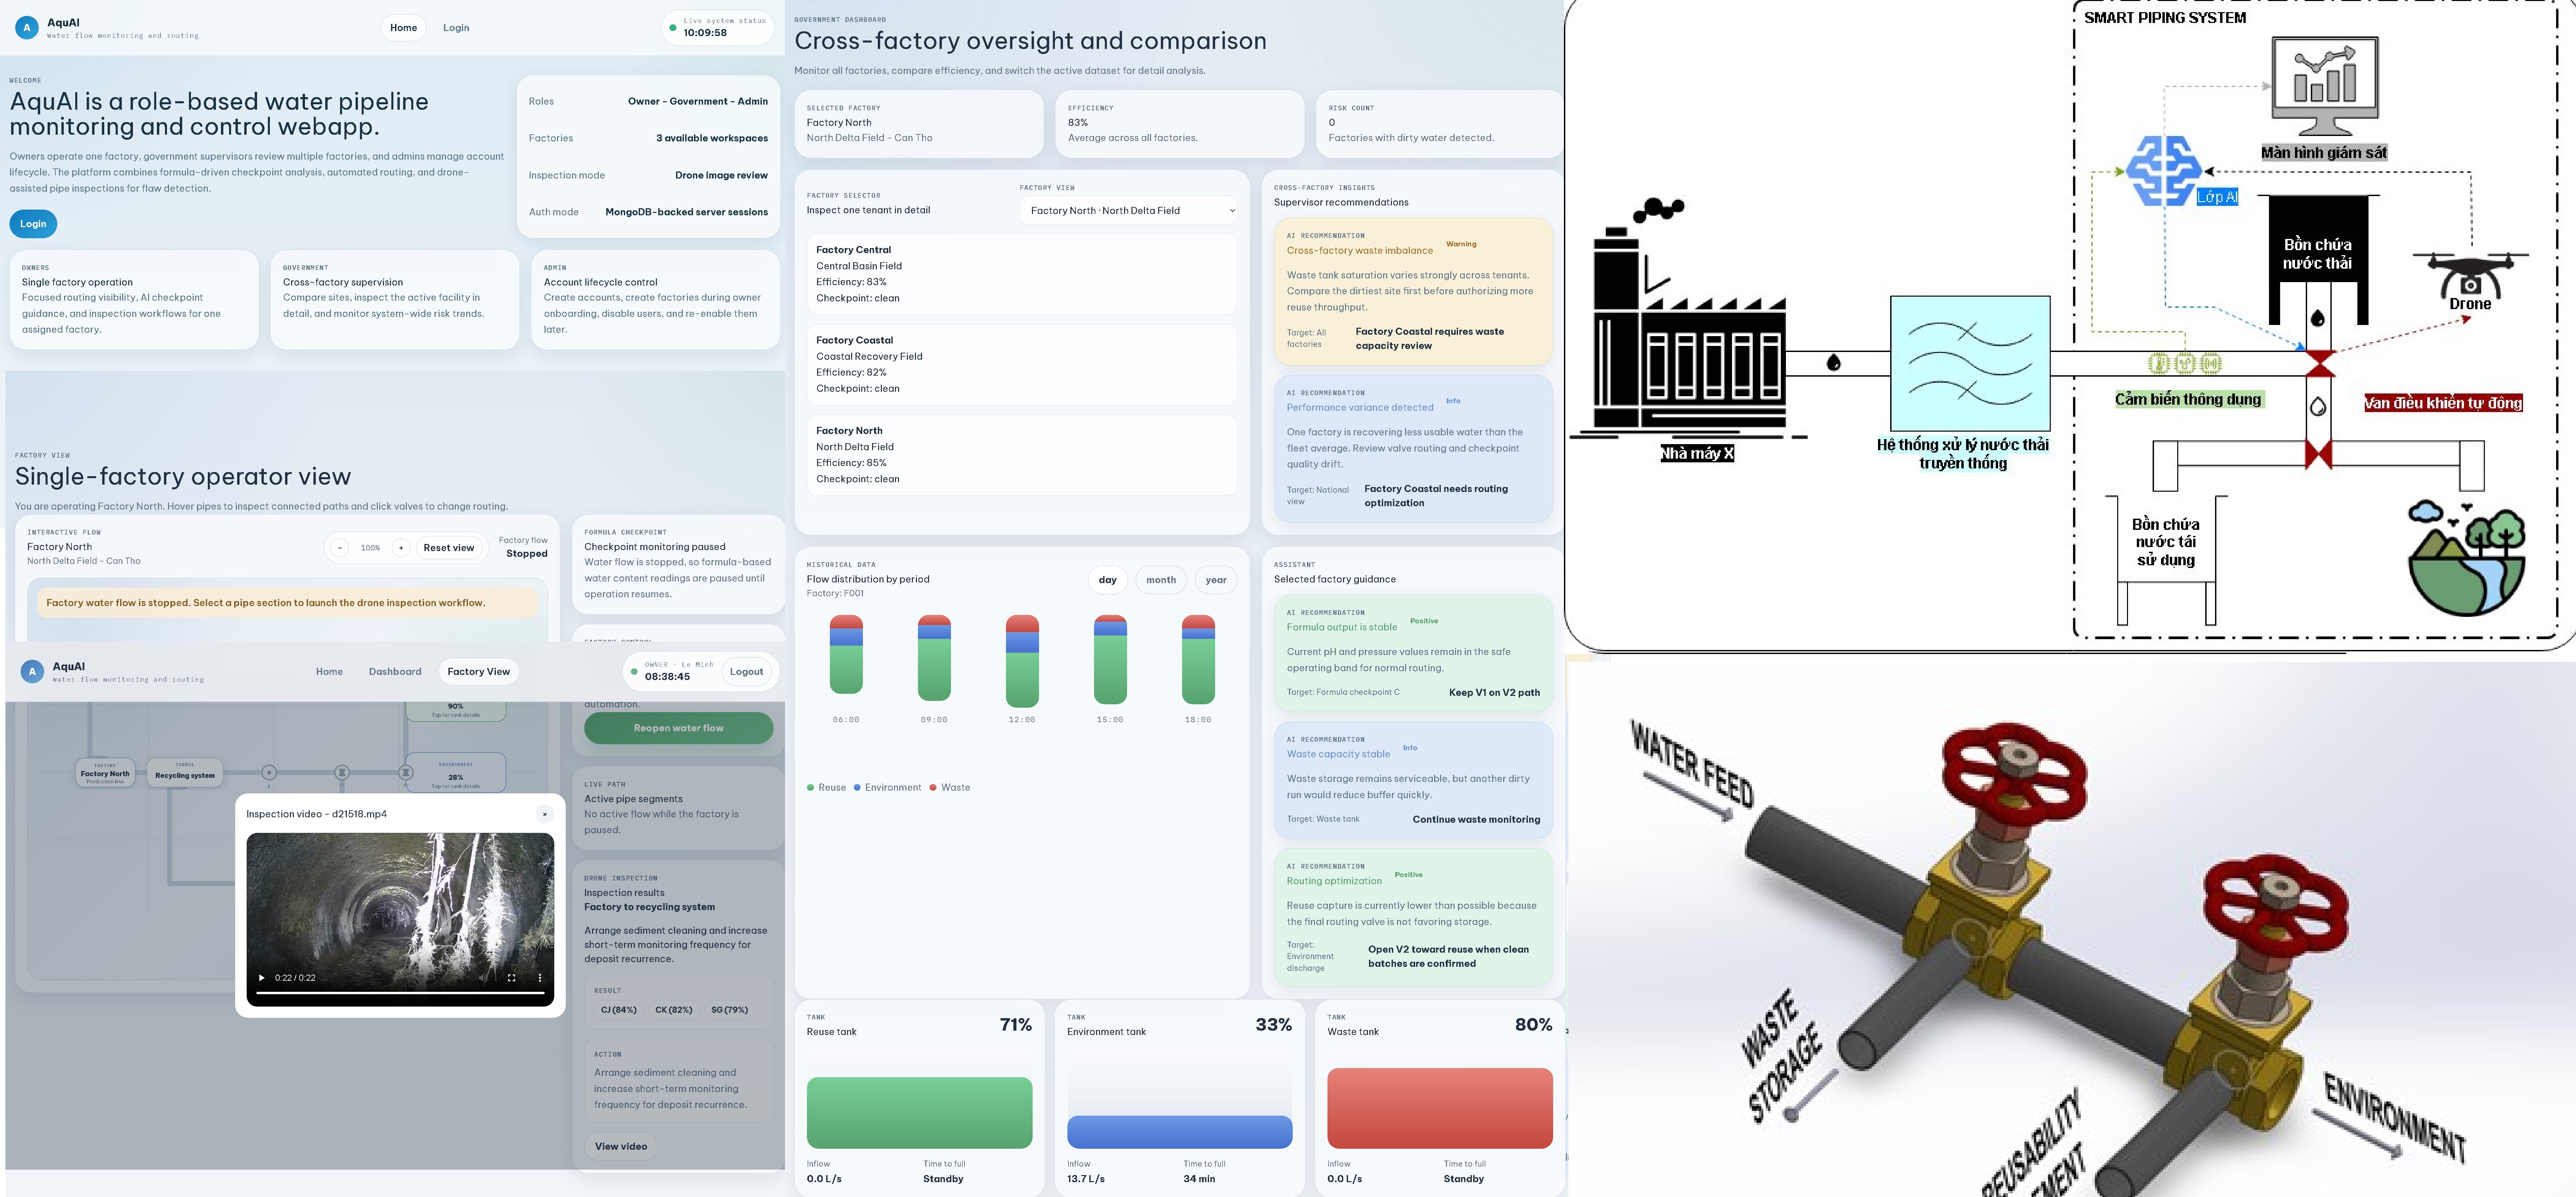 A
AquAI
Water flow monitoring and routing
Home
Login
Live system status
10:09:58
WELCOME
AquAI is a role-based water pipeline
monitoring and control webapp.
Owners operate one factory, government supervisors review multiple factories, and admins manage account
lifecycle. The platform combines formula-driven checkpoint analysis, automated routing, and drone-
assisted pipe inspections for flaw detection.
Login
Roles
Owner - Government - Admin
Factories
3 available workspaces
Inspection mode
Drone image review
Auth mode
MongoDB-backed server sessions
OWNERS
Single factory operation
Focused routing visibility, AI checkpoint
guidance, and inspection workflows for one
assigned factory.
GOVERNMENT
Cross-factory supervision
Compare sites, inspect the active facility in
detail, and monitor system-wide risk trends.
ADMIN
Account lifecycle control
Create accounts, create factories during owner
onboarding, disable users, and re-enable them
later.
FACTORY VIEW
Single-factory operator view
You are operating Factory North. Hover pipes to inspect connected paths and click valves to change routing.
INTERACTIVE FLOW
Factory North
North Delta Field - Can Tho
−
100%
+
Reset view
Factory flow
Stopped
Factory water flow is stopped. Select a pipe section to launch the drone inspection workflow.
FORMULA CHECKPOINT
Checkpoint monitoring paused
Water flow is stopped, so formula-based
water content readings are paused until
operation resumes.
A
AquAI
Water flow monitoring and routing
Home
Dashboard
Factory View
OWNER - Le Minh
08:38:45
Logout
automation.
Reopen water flow
90%
Tap for tank details
FACTORY
Factory North
Production line
Recycling system
ENVIRONMENT
28%
Tap for tank details
LIVE PATH
Active pipe segments
No active flow while the factory is
paused.
Inspection video - d21518.mp4
×
0:22 / 0:22
DRONE INSPECTION
Inspection results
Factory to recycling system
Arrange sediment cleaning and increase
short-term monitoring frequency for
deposit recurrence.
RESULT
CJ (84%)
CK (82%)
SG (79%)
ACTION
Arrange sediment cleaning and
increase short-term monitoring
frequency for deposit recurrence.
View video
GOVERNMENT DASHBOARD
Cross-factory oversight and comparison
Monitor all factories, compare efficiency, and switch the active dataset for detail analysis.
SELECTED FACTORY
Factory North
North Delta Field - Can Tho
EFFICIENCY
83%
Average across all factories.
RISK COUNT
0
Factories with dirty water detected.
FACTORY SELECTOR
Inspect one tenant in detail
FACTORY VIEW
Factory North · North Delta Field
Factory Central
Central Basin Field
Efficiency: 83%
Checkpoint: clean
Factory Coastal
Coastal Recovery Field
Efficiency: 82%
Checkpoint: clean
Factory North
North Delta Field
Efficiency: 85%
Checkpoint: clean
CROSS-FACTORY INSIGHTS
Supervisor recommendations
AI RECOMMENDATION
Cross-factory waste imbalance
Warning
Waste tank saturation varies strongly across tenants.
Compare the dirtiest site first before authorizing more
reuse throughput.
Target: All
factories
Factory Coastal requires waste
capacity review
AI RECOMMENDATION
Performance variance detected
Info
One factory is recovering less usable water than the
fleet average. Review valve routing and checkpoint
quality drift.
Target: National
view
Factory Coastal needs routing
optimization
HISTORICAL DATA
Flow distribution by period
Factory: F001
day
month
year
06:00
09:00
12:00
15:00
18:00
Reuse
Environment
Waste
ASSISTANT
Selected factory guidance
AI RECOMMENDATION
Formula output is stable
Positive
Current pH and pressure values remain in the safe
operating band for normal routing.
Target: Formula checkpoint C
Keep V1 on V2 path
AI RECOMMENDATION
Waste capacity stable
Info
Waste storage remains serviceable, but another dirty
run would reduce buffer quickly.
Target: Waste tank
Continue waste monitoring
AI RECOMMENDATION
Routing optimization
Positive
Reuse capture is currently lower than possible because
the final routing valve is not favoring storage.
Target:
Environment
discharge
Open V2 toward reuse when clean
batches are confirmed
TANK
Reuse tank
71%
Inflow
0.0 L/s
Time to full
Standby
TANK
Environment tank
33%
Inflow
13.7 L/s
Time to full
34 min
TANK
Waste tank
80%
Inflow
0.0 L/s
Time to full
Standby
SMART PIPING SYSTEM
Màn hình giám sát
Lớp AI
Bồn chứa
nước thải
Drone
Cảm biến thông dụng
Van điều khiển tự động
Nhà máy X
Hệ thống xử lý nước thải
truyền thống
Bồn chứa
nước tái
sử dụng
WATER FEED
WASTE
STORAGE
REUSABILITY
ENVIRONMENT